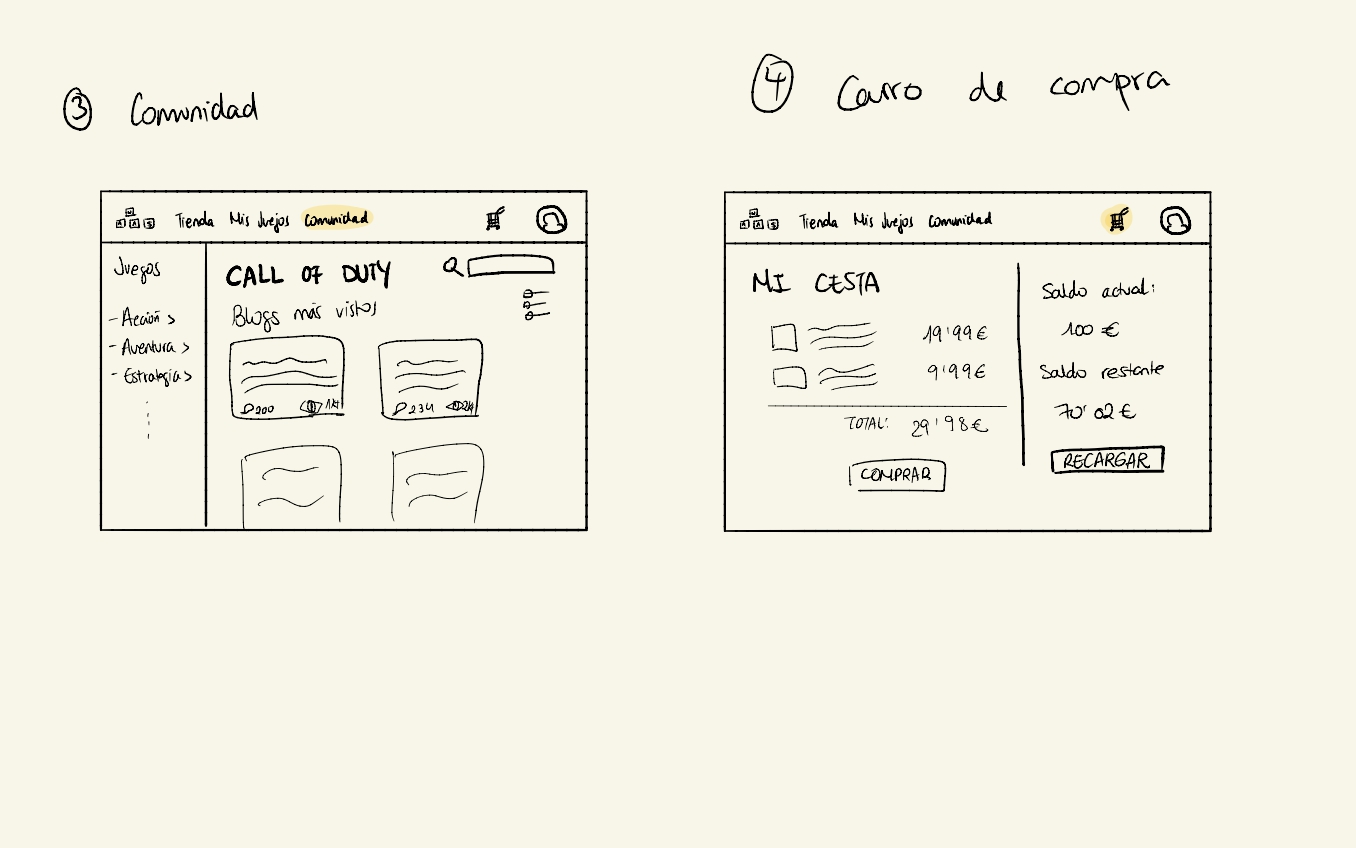 3 Comunidad
4 Carro de compra
Tienda Mis Juegos Comunidad
Juegos
- Acción >
- Aventura >
- Estrategia >
CALL OF DUTY
Blogs más vistos
200
234
Tienda Mis Juegos Comunidad
MI CESTA
19'99€
9'99€
TOTAL: 29'98€
COMPRAR
Saldo actual:
100 €
Saldo restante
70'02€
RECARGAR